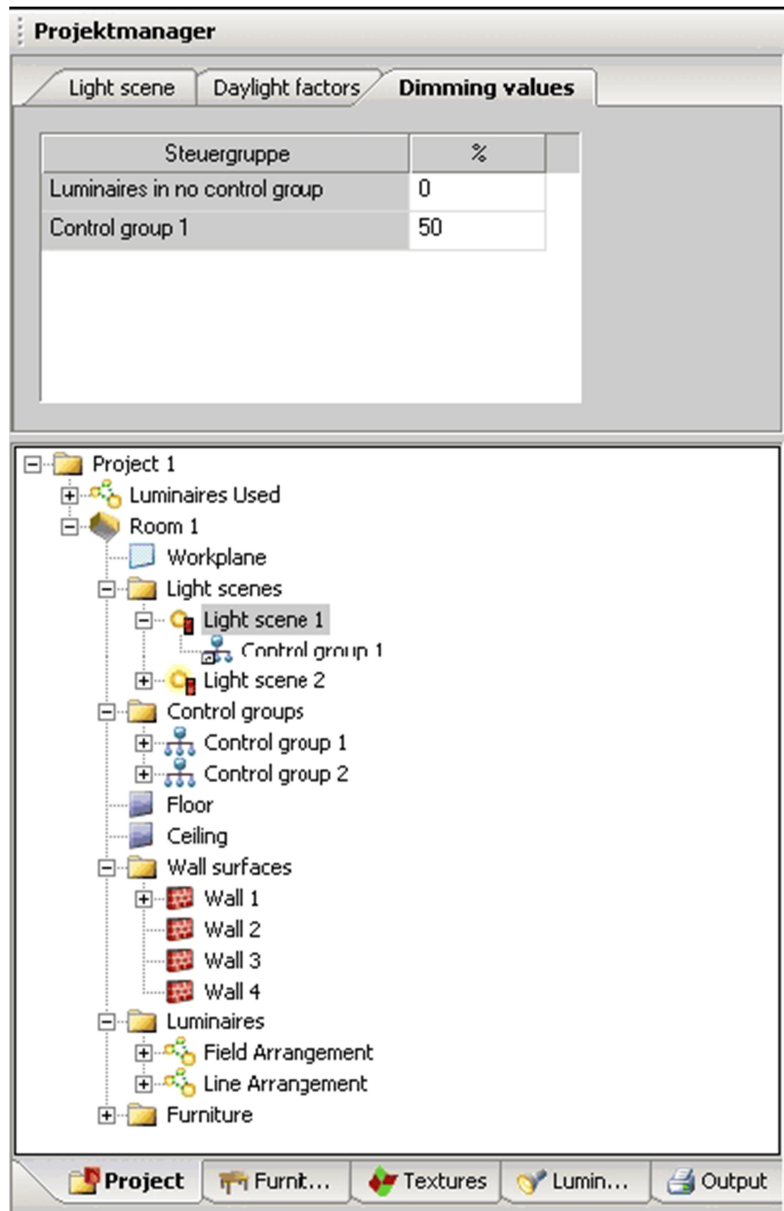 Projektmanager
Light scene Daylight factors Dimming values
Steuergruppe %
Luminaires in no control group 0
Control group 1 50
Project 1
Luminaires Used
Room 1
Workplane
Light scenes
Light scene 1
Control group 1
Light scene 2
Control groups
Control group 1
Control group 2
Floor
Ceiling
Wall surfaces
Wall 1
Wall 2
Wall 3
Wall 4
Luminaires
Field Arrangement
Line Arrangement
Furniture
Project Furnit... Textures Lumin... Output